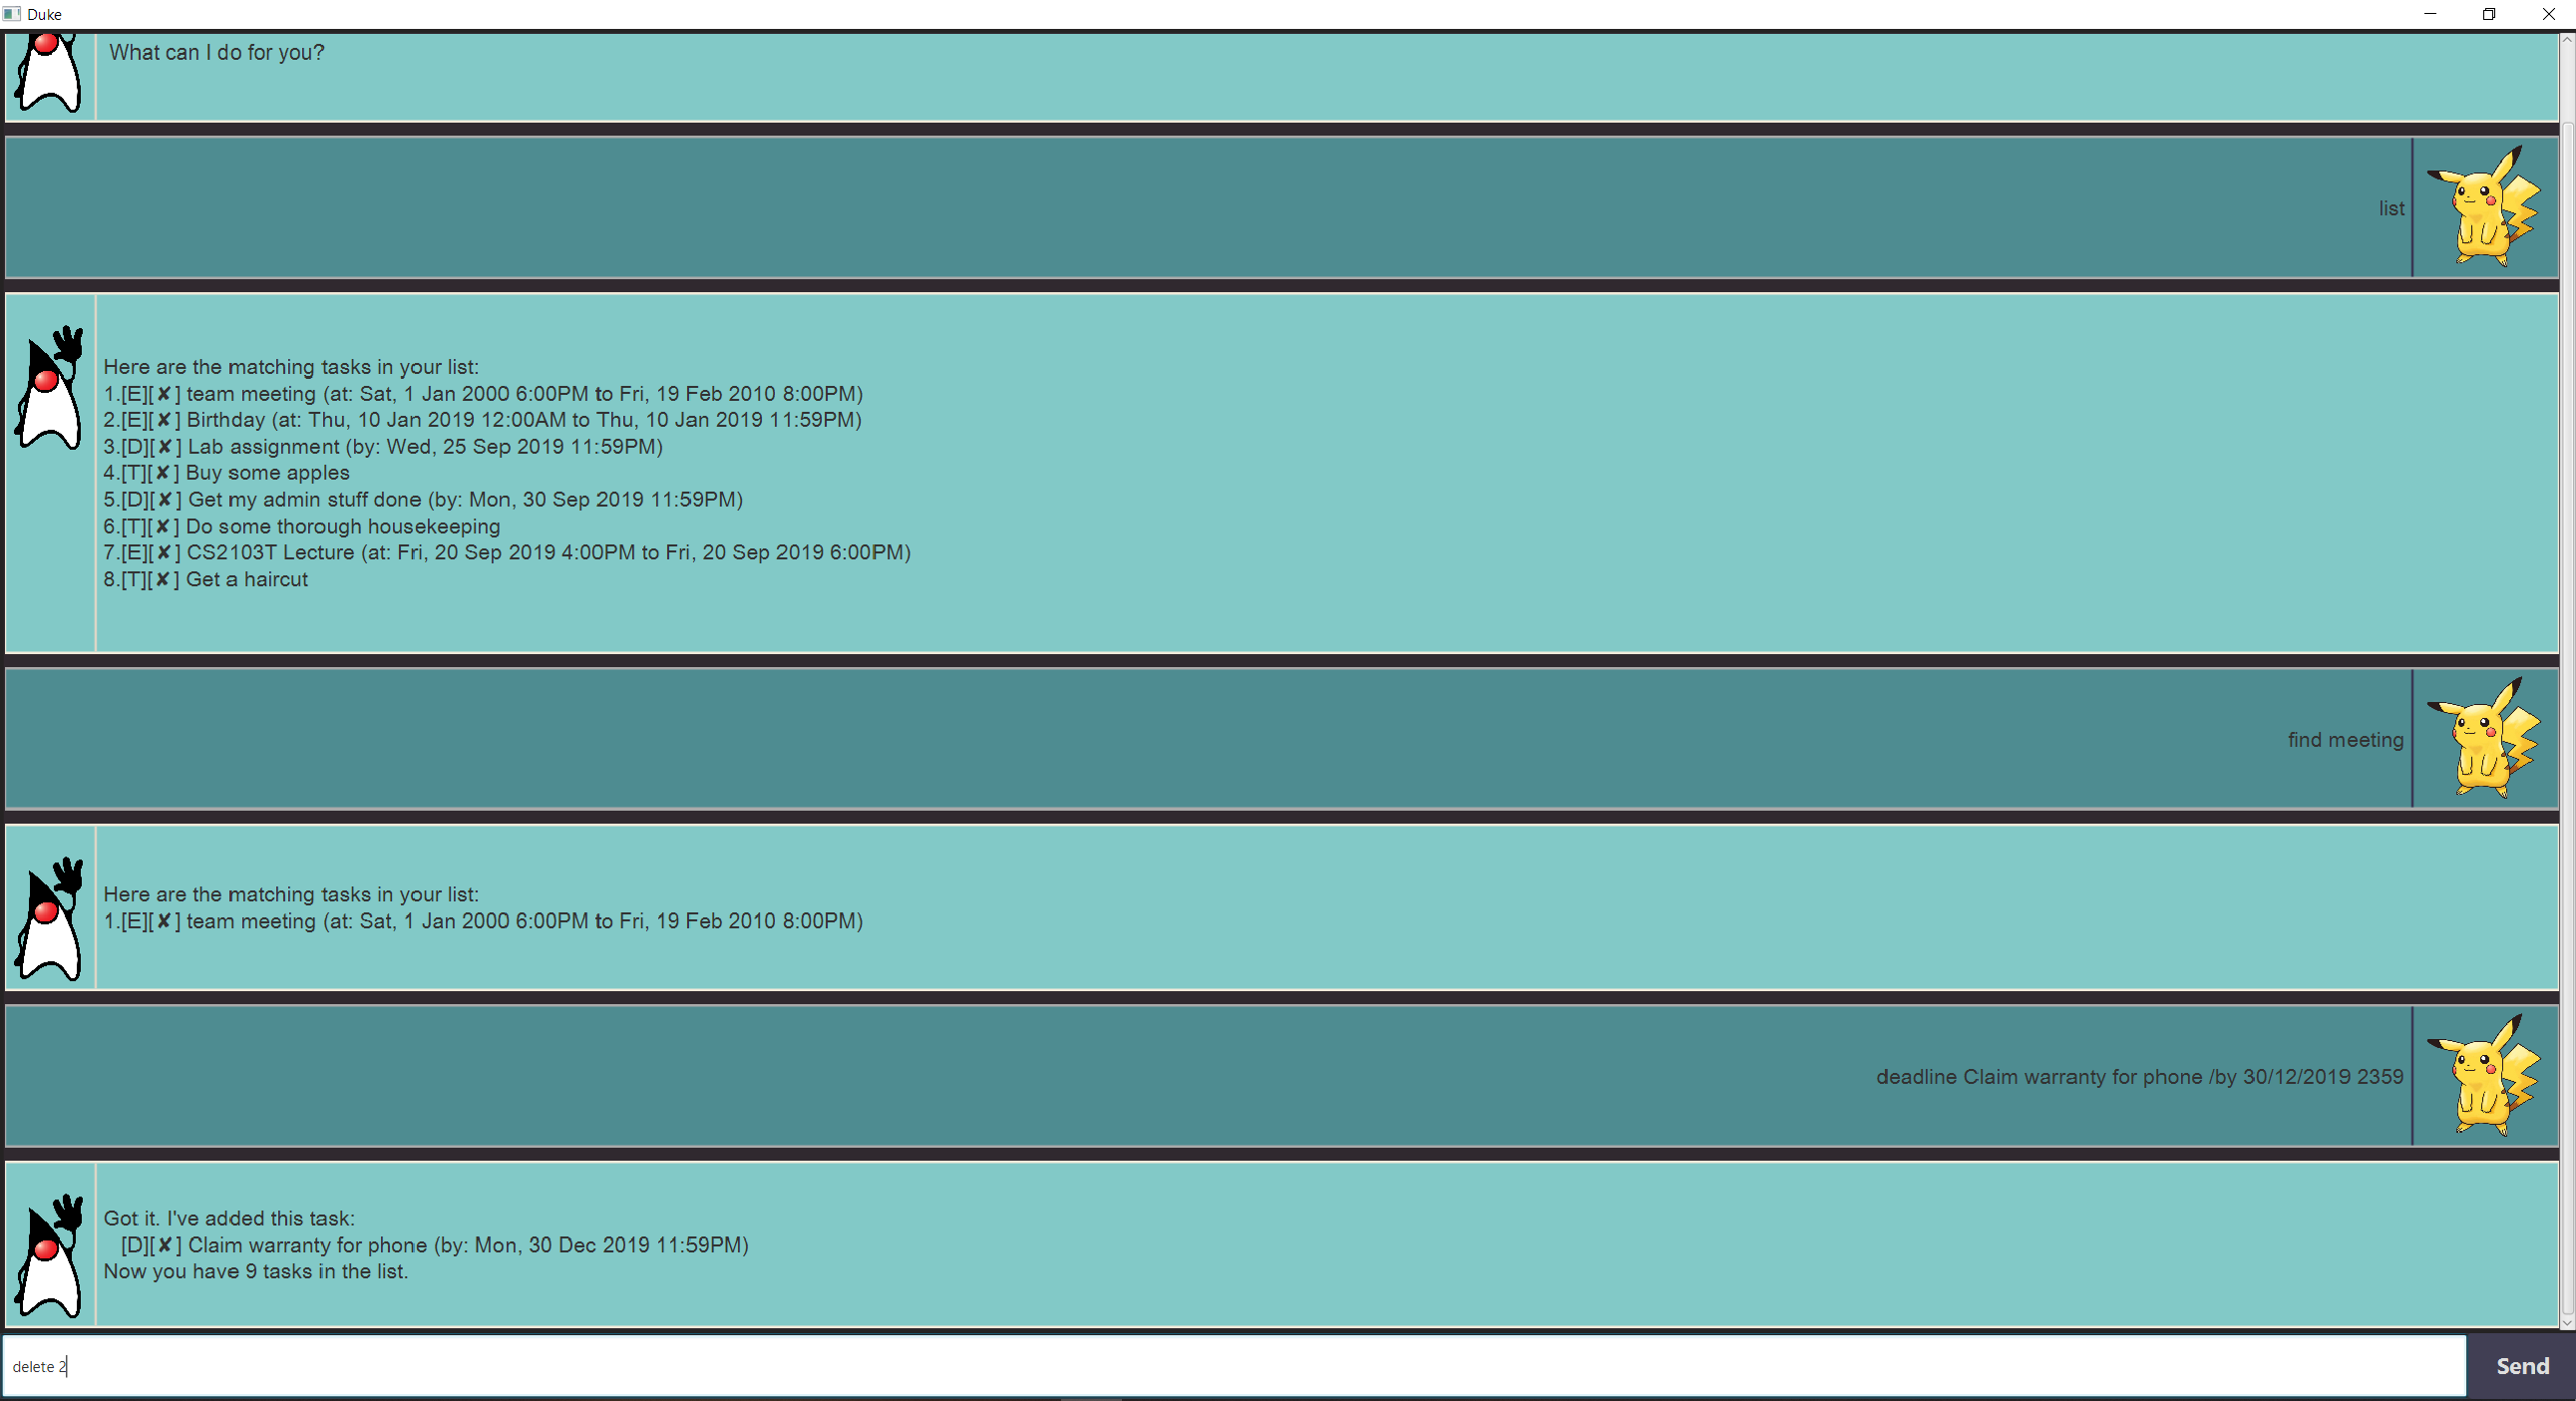 Duke
What can I do for you?
list
Here are the matching tasks in your list:
1.[E][✘] team meeting (at: Sat, 1 Jan 2000 6:00PM to Fri, 19 Feb 2010 8:00PM)
2.[E][✘] Birthday (at: Thu, 10 Jan 2019 12:00AM to Thu, 10 Jan 2019 11:59PM)
3.[D][✘] Lab assignment (by: Wed, 25 Sep 2019 11:59PM)
4.[T][✘] Buy some apples
5.[D][✘] Get my admin stuff done (by: Mon, 30 Sep 2019 11:59PM)
6.[T][✘] Do some thorough housekeeping
7.[E][✘] CS2103T Lecture (at: Fri, 20 Sep 2019 4:00PM to Fri, 20 Sep 2019 6:00PM)
8.[T][✘] Get a haircut
find meeting
Here are the matching tasks in your list:
1.[E][✘] team meeting (at: Sat, 1 Jan 2000 6:00PM to Fri, 19 Feb 2010 8:00PM)
deadline Claim warranty for phone /by 30/12/2019 2359
Got it. I've added this task:
[D][✘] Claim warranty for phone (by: Mon, 30 Dec 2019 11:59PM)
Now you have 9 tasks in the list.
delete 2
Send